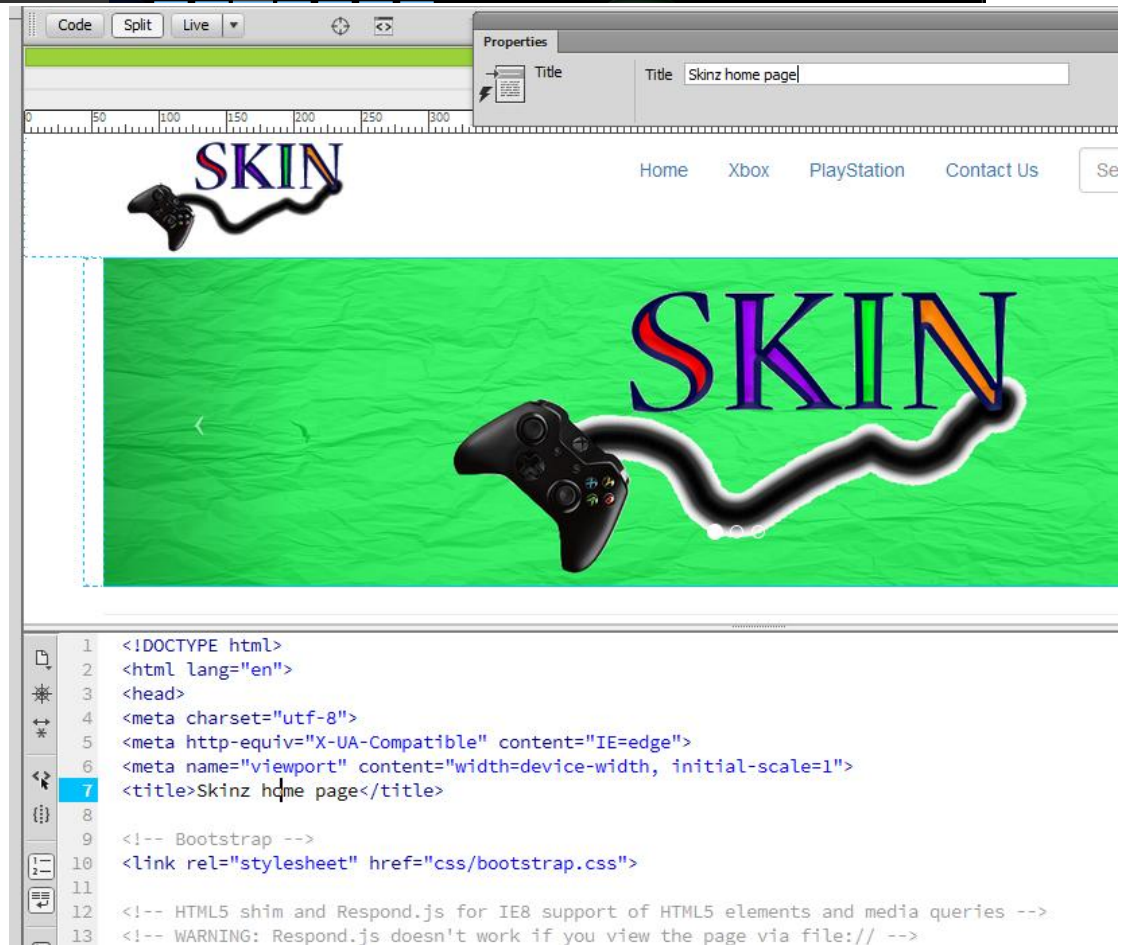 Code Split Live
Properties
Title Title Skinz home page
0 50 100 150 200 250 300
SKIN Home Xbox PlayStation Contact Us Se
SKIN
1 <!DOCTYPE html>
2 <html lang="en">
3 <head>
4 <meta charset="utf-8">
5 <meta http-equiv="X-UA-Compatible" content="IE=edge">
6 <meta name="viewport" content="width=device-width, initial-scale=1">
7 <title>Skinz home page</title>
8
9 <!-- Bootstrap -->
10 <link rel="stylesheet" href="css/bootstrap.css">
11
12 <!-- HTML5 shim and Respond.js for IE8 support of HTML5 elements and media queries -->
13 <!-- WARNING: Respond.js doesn't work if you view the page via file:// -->